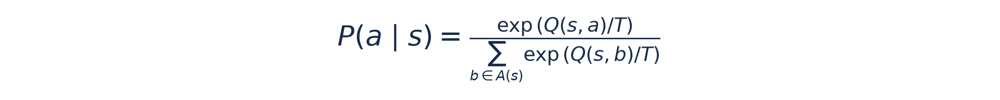 P(a | s) = exp (Q(s, a)/T) / ∑_{b ∈ A(s)} exp (Q(s, b)/T)